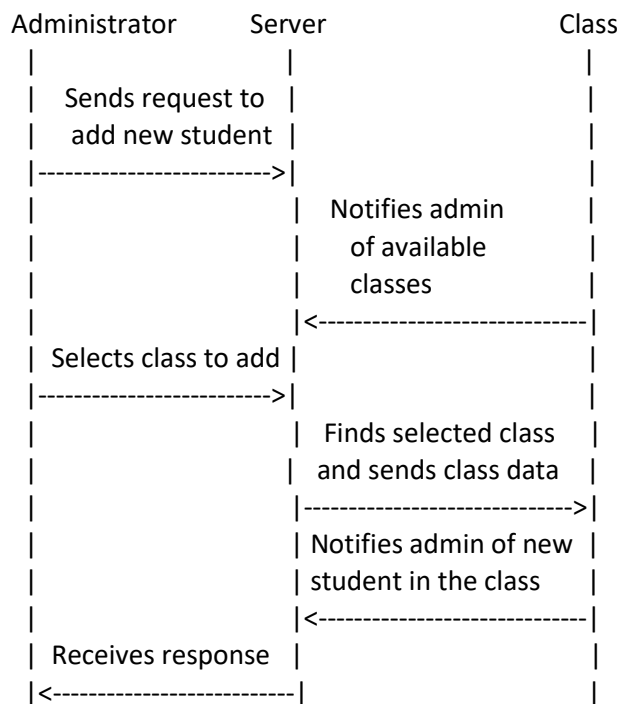 Administrator Server Class
| | |
| Sends request to | |
| add new student | |
|-------------------------->| |
| | Notifies admin |
| | of available |
| | classes |
| |<------------------------------|
| Selects class to add | |
|-------------------------->| |
| | Finds selected class |
| | and sends class data |
| |------------------------------>|
| | Notifies admin of new |
| | student in the class |
| |<------------------------------|
| Receives response | |
|<---------------------------| |